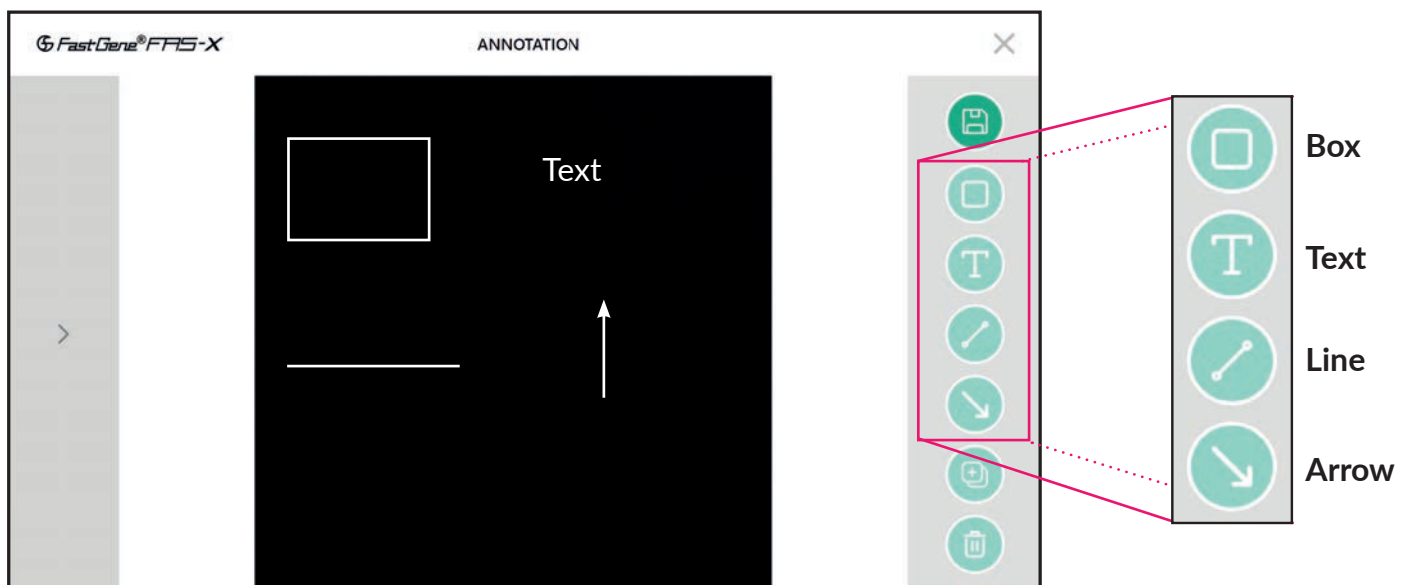 FastGene® FAS-X
ANNOTATION
Text
T
Box
T
Text
Line
Arrow